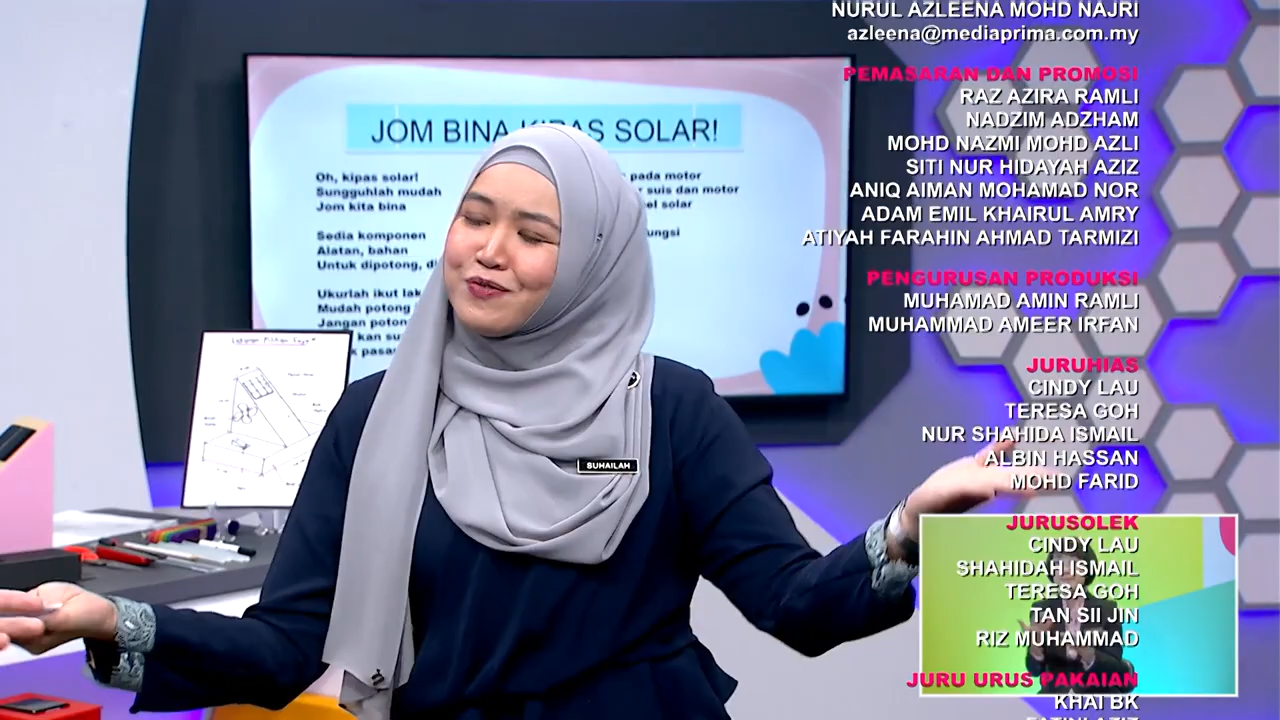 JOM BINA KIPAS SOLAR!
Oh, kipas solar!
Sungguhlah mudah
Jom kita bina
Sedia komponen
Alatan, bahan
Untuk dipotong,
Ukurlah ikut
Mudah potong
Jangan
kan
pada motor
suis dan motor
solar
SUHAILAH
NURUL AZLEENA MOHD NAJRI
azleena@mediaprima.com.my
PEMASARAN DAN PROMOSI
RAZ AZIRA RAMLI
NADZIM ADZHAM
MOHD NAZMI MOHD AZLI
SITI NUR HIDAYAH AZIZ
ANIQ AIMAN MOHAMAD NOR
ADAM EMIL KHAIRUL AMRY
ATIYAH FARAHIN AHMAD TARMIZI
PENGURUSAN PRODUKSI
MUHAMAD AMIN RAMLI
MUHAMMAD AMEER IRFAN
JURUHIAS
CINDY LAU
TERESA GOH
NUR SHAHIDA ISMAIL
ALBIN HASSAN
MOHD FARID
JURUSOLEK
CINDY LAU
SHAHIDAH ISMAIL
TERESA GOH
TAN SII JIN
RIZ MUHAMMAD
JURU URUS PAKAIAN
KHAI BK